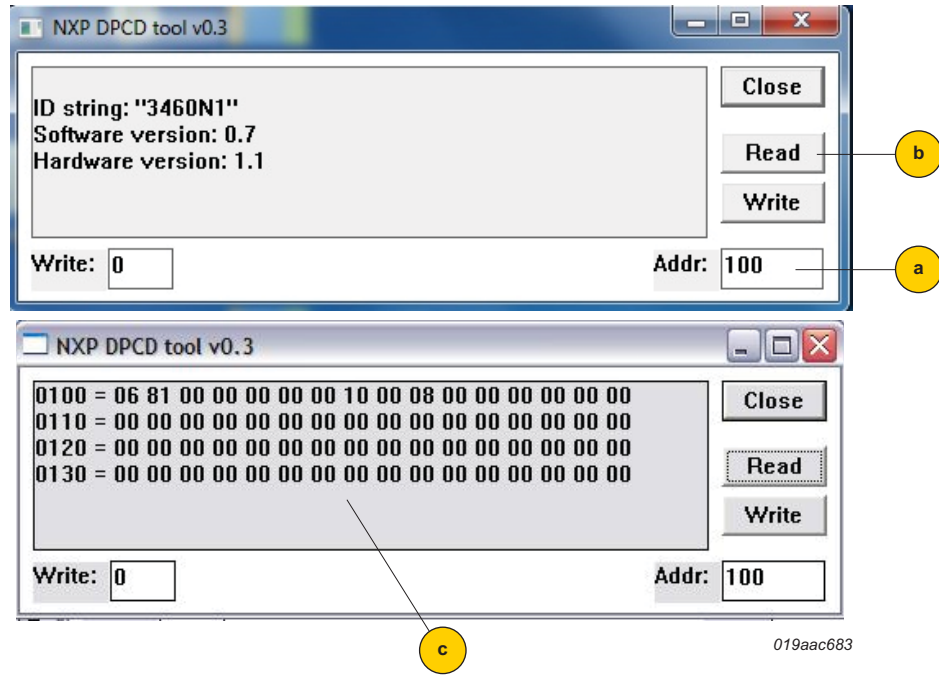 NXP DPCD tool v0.3
ID string: "3460N1"
Software version: 0.7
Hardware version: 1.1
Close
Read
b
Write
Write: 0
Addr: 100
a
NXP DPCD tool v0.3
0100 = 06 81 00 00 00 00 00 10 00 08 00 00 00 00 00 00
0110 = 00 00 00 00 00 00 00 00 00 00 00 00 00 00 00 00
0120 = 00 00 00 00 00 00 00 00 00 00 00 00 00 00 00 00
0130 = 00 00 00 00 00 00 00 00 00 00 00 00 00 00 00 00
Close
Read
Write
Write: 0
Addr: 100
c
019aac683